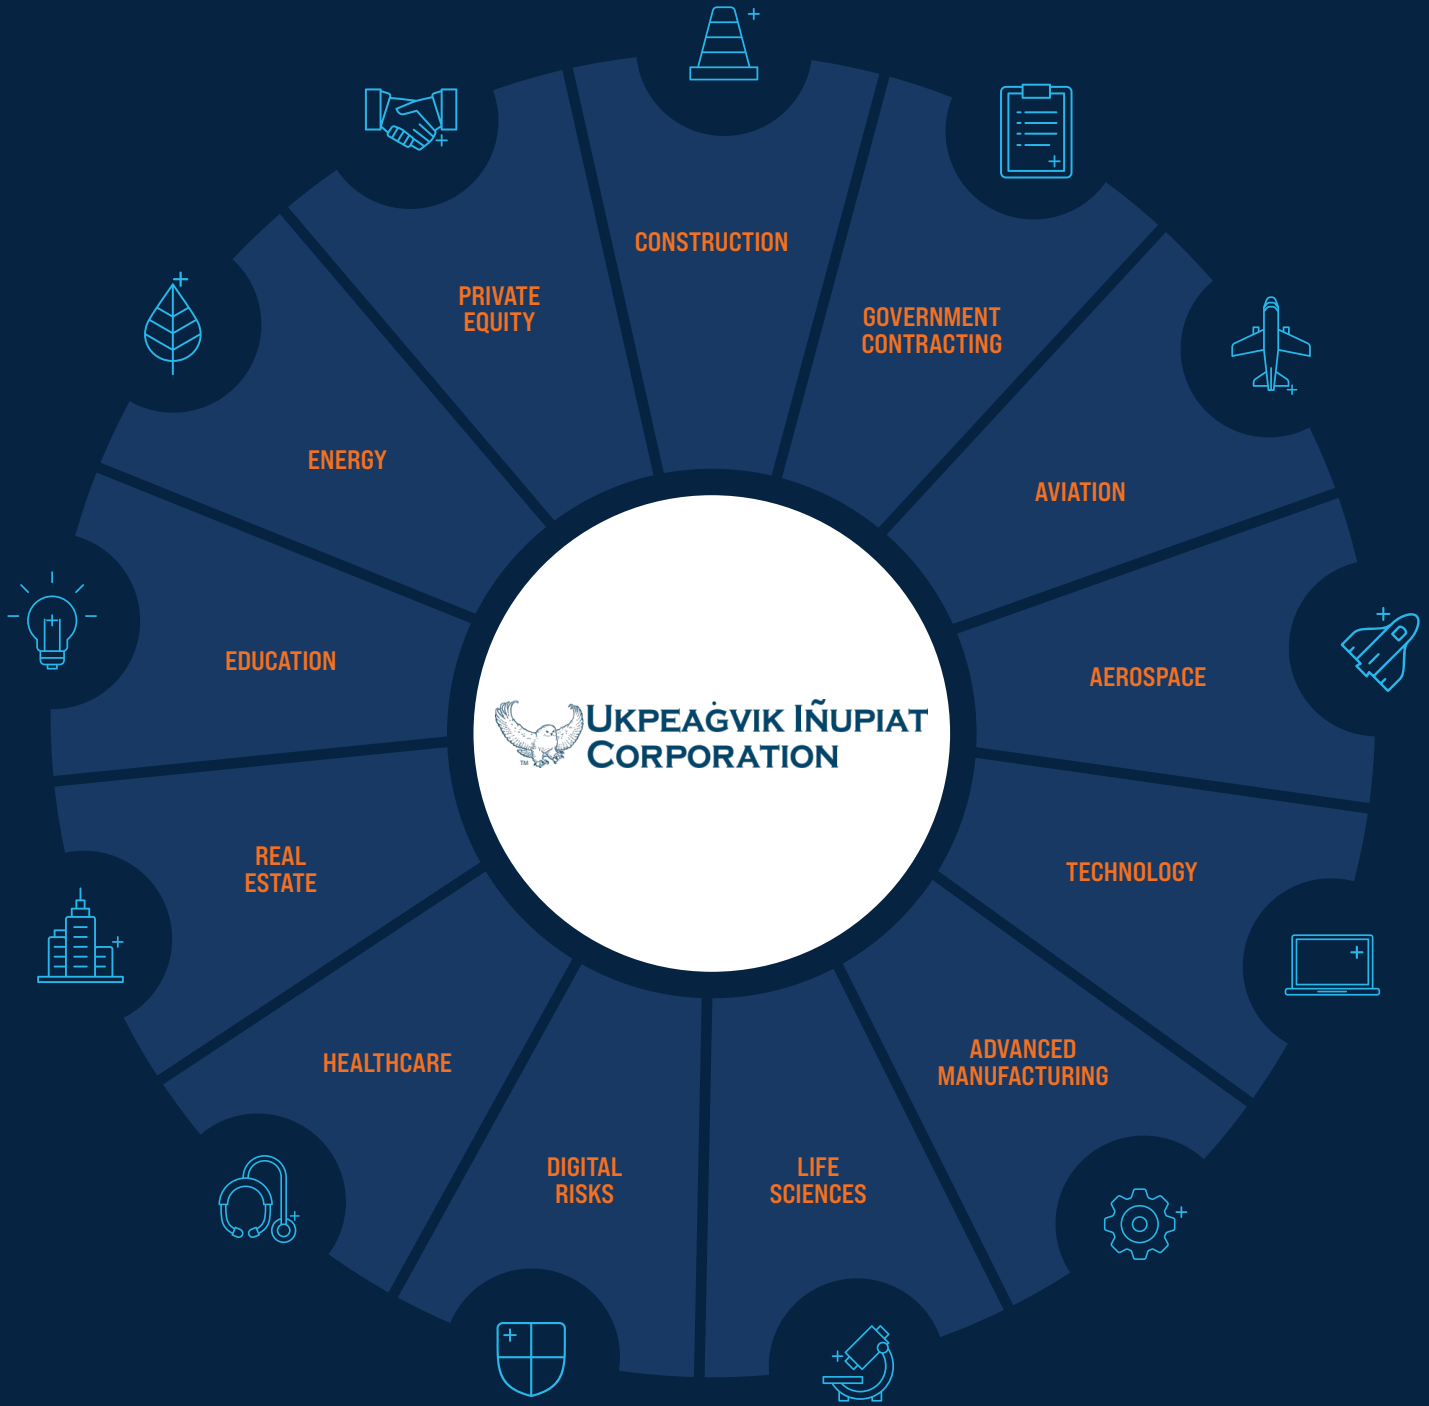 CONSTRUCTION
GOVERNMENT
CONTRACTING
AVIATION
AEROSPACE
TECHNOLOGY
ADVANCED
MANUFACTURING
LIFE
SCIENCES
DIGITAL
RISKS
HEALTHCARE
REAL
ESTATE
EDUCATION
ENERGY
PRIVATE
EQUITY
UKPEAĠVIK IÑUPIAT
CORPORATION
TM